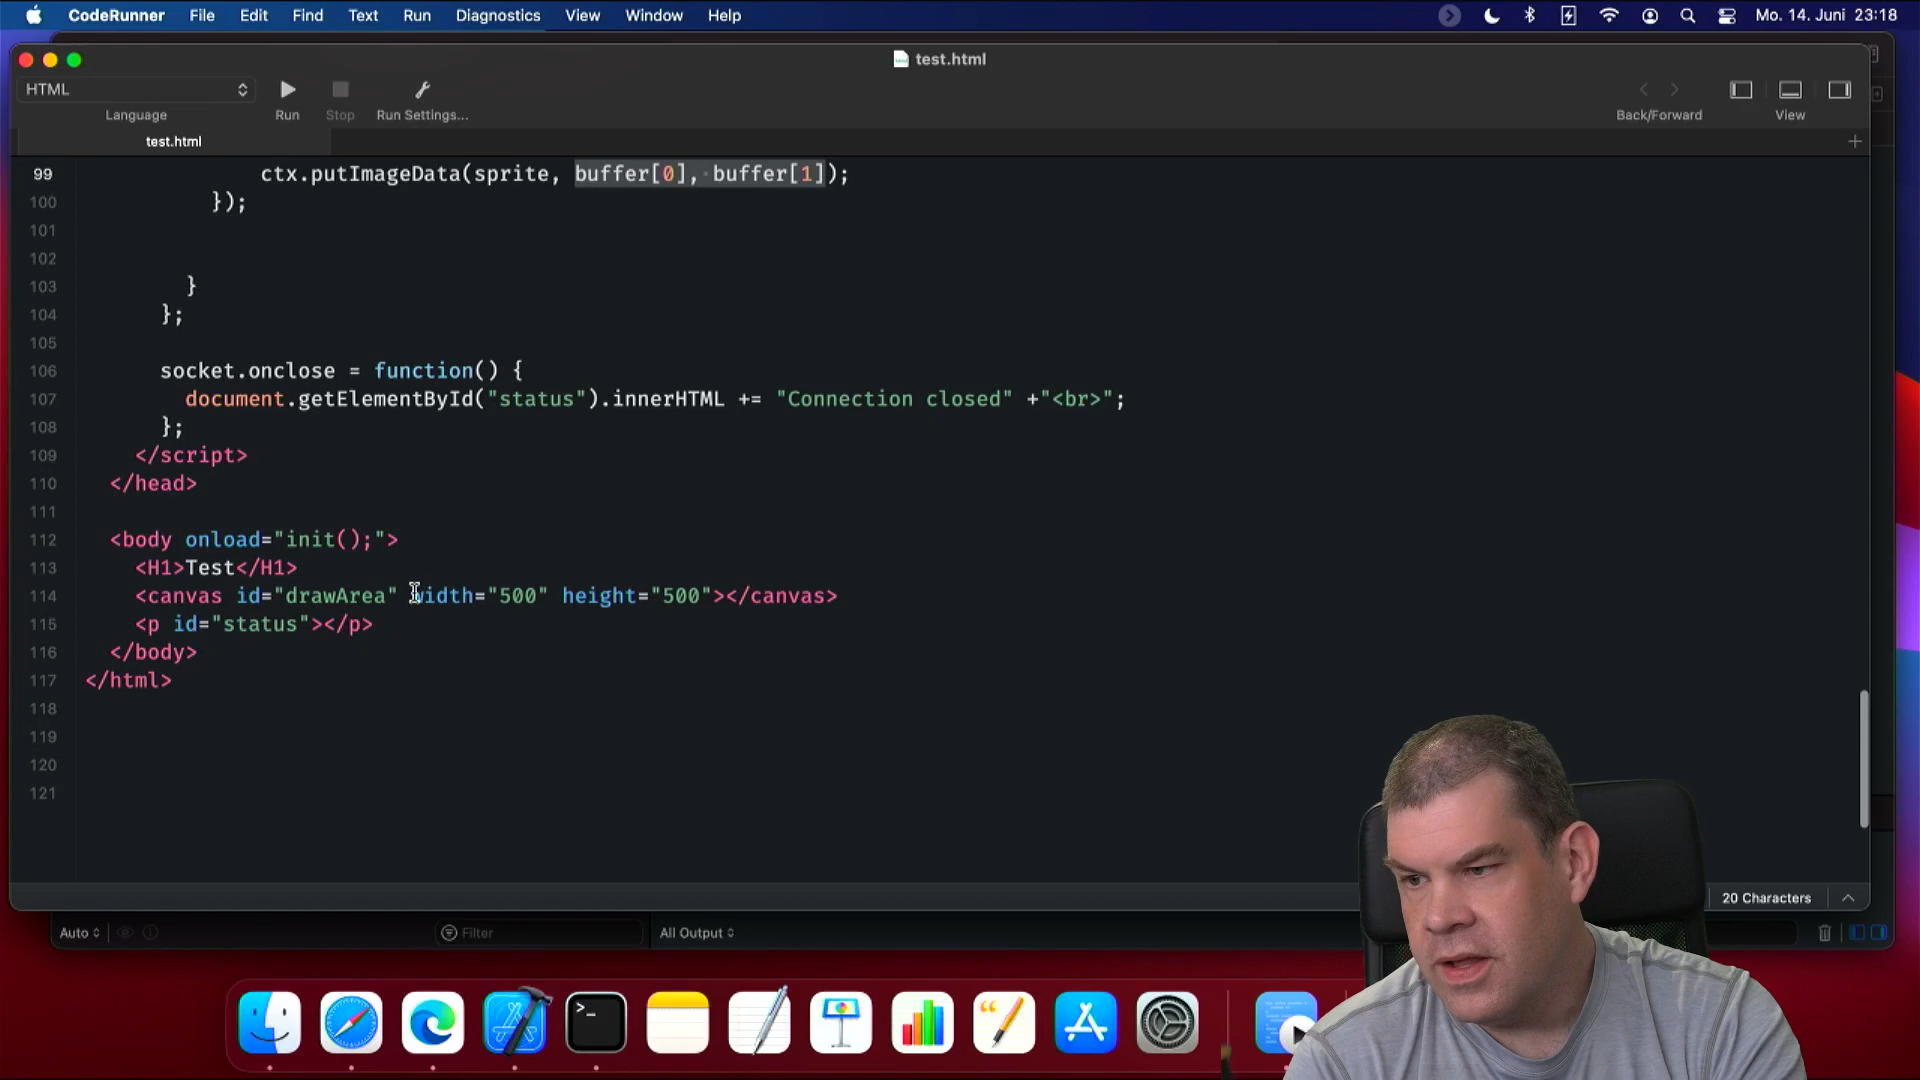 CodeRunner File Edit Find Text Run Diagnostics View Window Help Mo. 14. Juni 23:18
test.html
HTML
Language Run Stop Run Settings... Back/Forward View
test.html
99 ctx.putImageData(sprite, buffer[0], buffer[1]);
100 });
101
102
103 }
104 };
105
106 socket.onclose = function() {
107 document.getElementById("status").innerHTML += "Connection closed" +"<br>";
108 };
109 </script>
110 </head>
111
112 <body onload="init();">
113 <H1>Test</H1>
114 <canvas id="drawArea" width="500" height="500"></canvas>
115 <p id="status"></p>
116 </body>
117 </html>
118
119
120
121
20 Characters
Auto Filter All Output